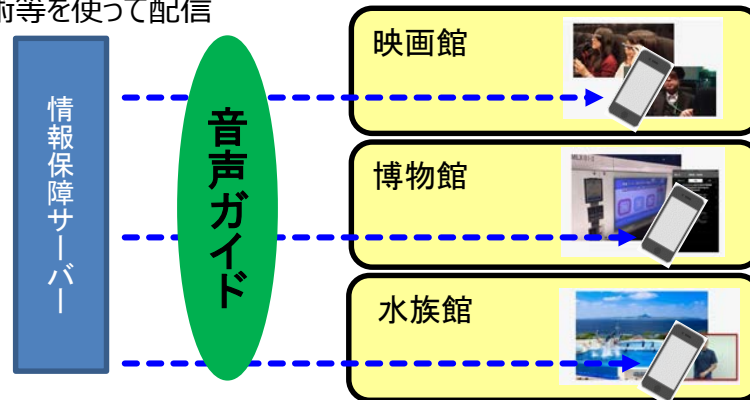 術等を使って配信
情報保障サーバー
音声ガイド
映画館
博物館
水族館